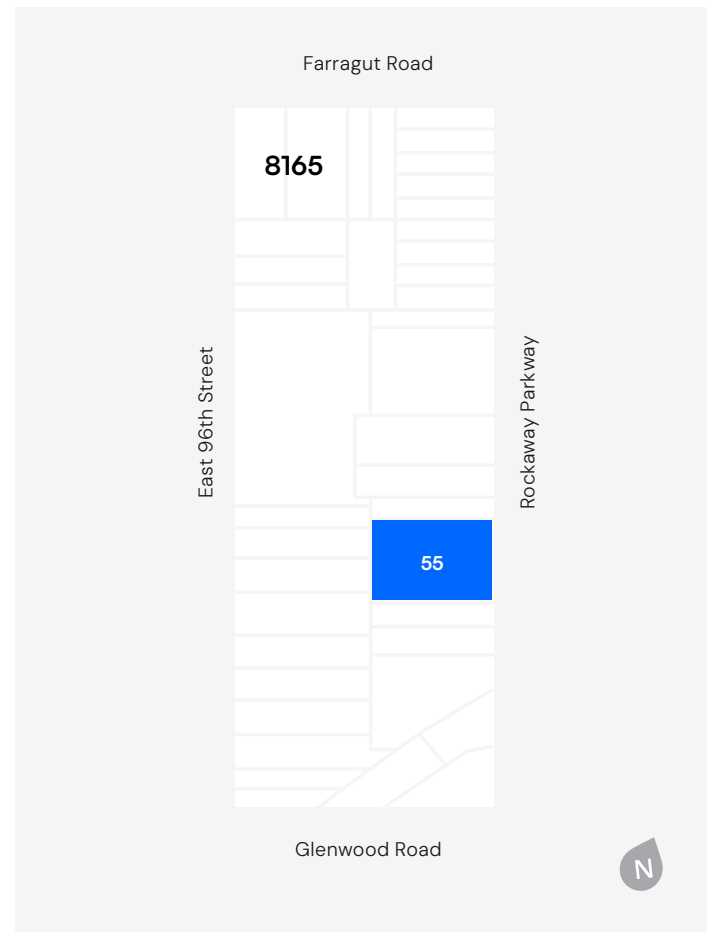 Farragut Road
8165
East 96th Street
Rockaway Parkway
55
Glenwood Road
N